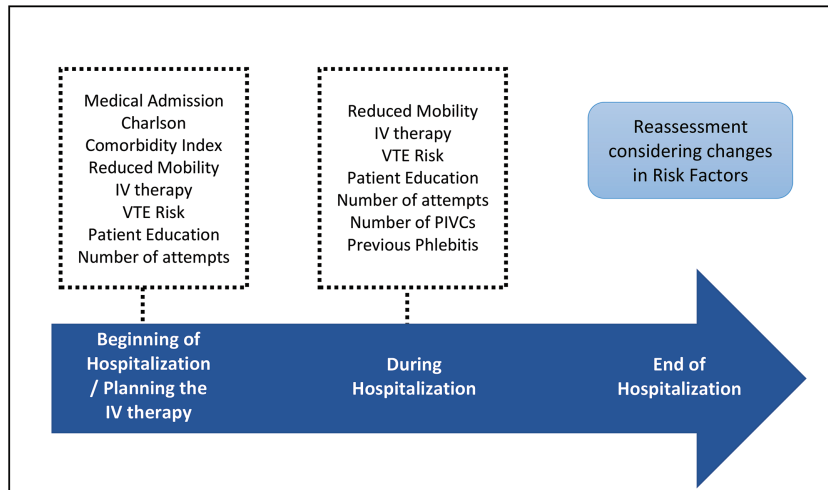 Medical Admission
Charlson
Comorbidity Index
Reduced Mobility
IV therapy
VTE Risk
Patient Education
Number of attempts
Reduced Mobility
IV therapy
VTE Risk
Patient Education
Number of attempts
Number of PIVCs
Previous Phlebitis
Reassessment
considering changes
in Risk Factors
Beginning of
Hospitalization
/ Planning the
IV therapy
During
Hospitalization
End of
Hospitalization